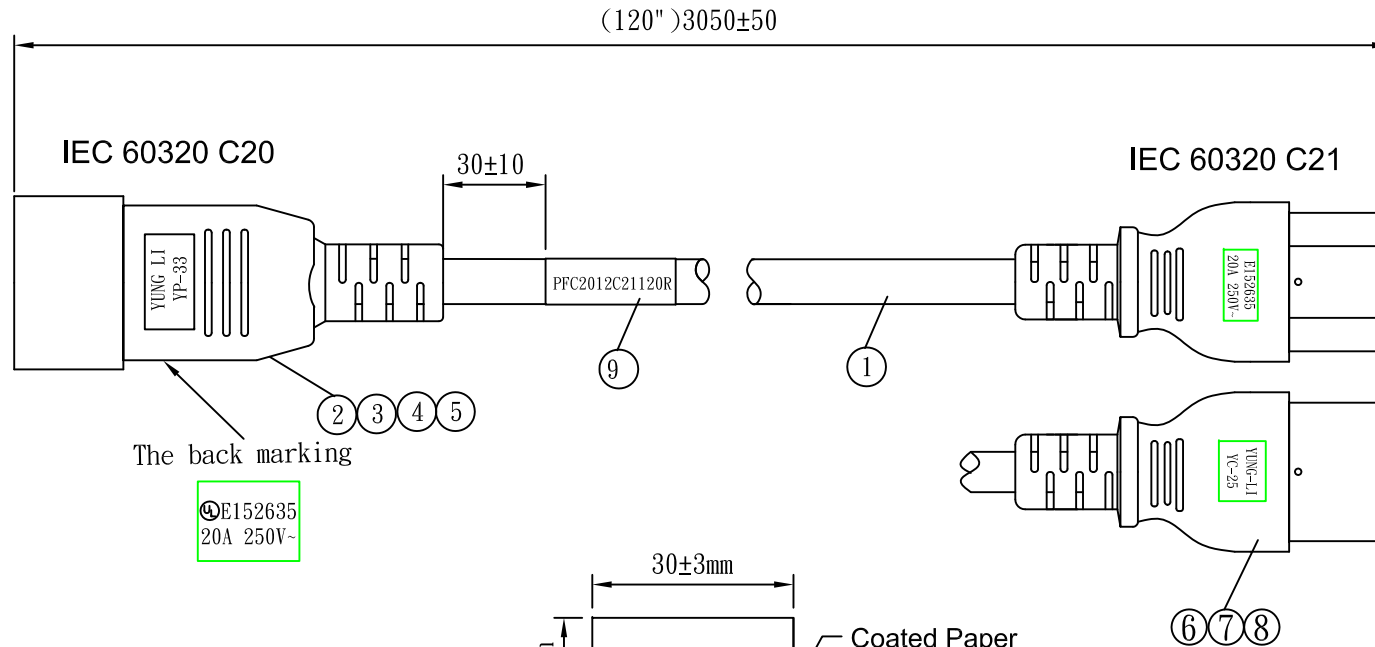 (120")3050±50
IEC 60320 C20
30±10
IEC 60320 C21
YUNG LI
YP-33
PFC2012C21120R
E152635
20A 250V~
9
1
2 3 4 5
The back marking
UL E152635
20A 250V~
YUNG-LI
YC-25
30±3mm
Coated Paper
6 7 8